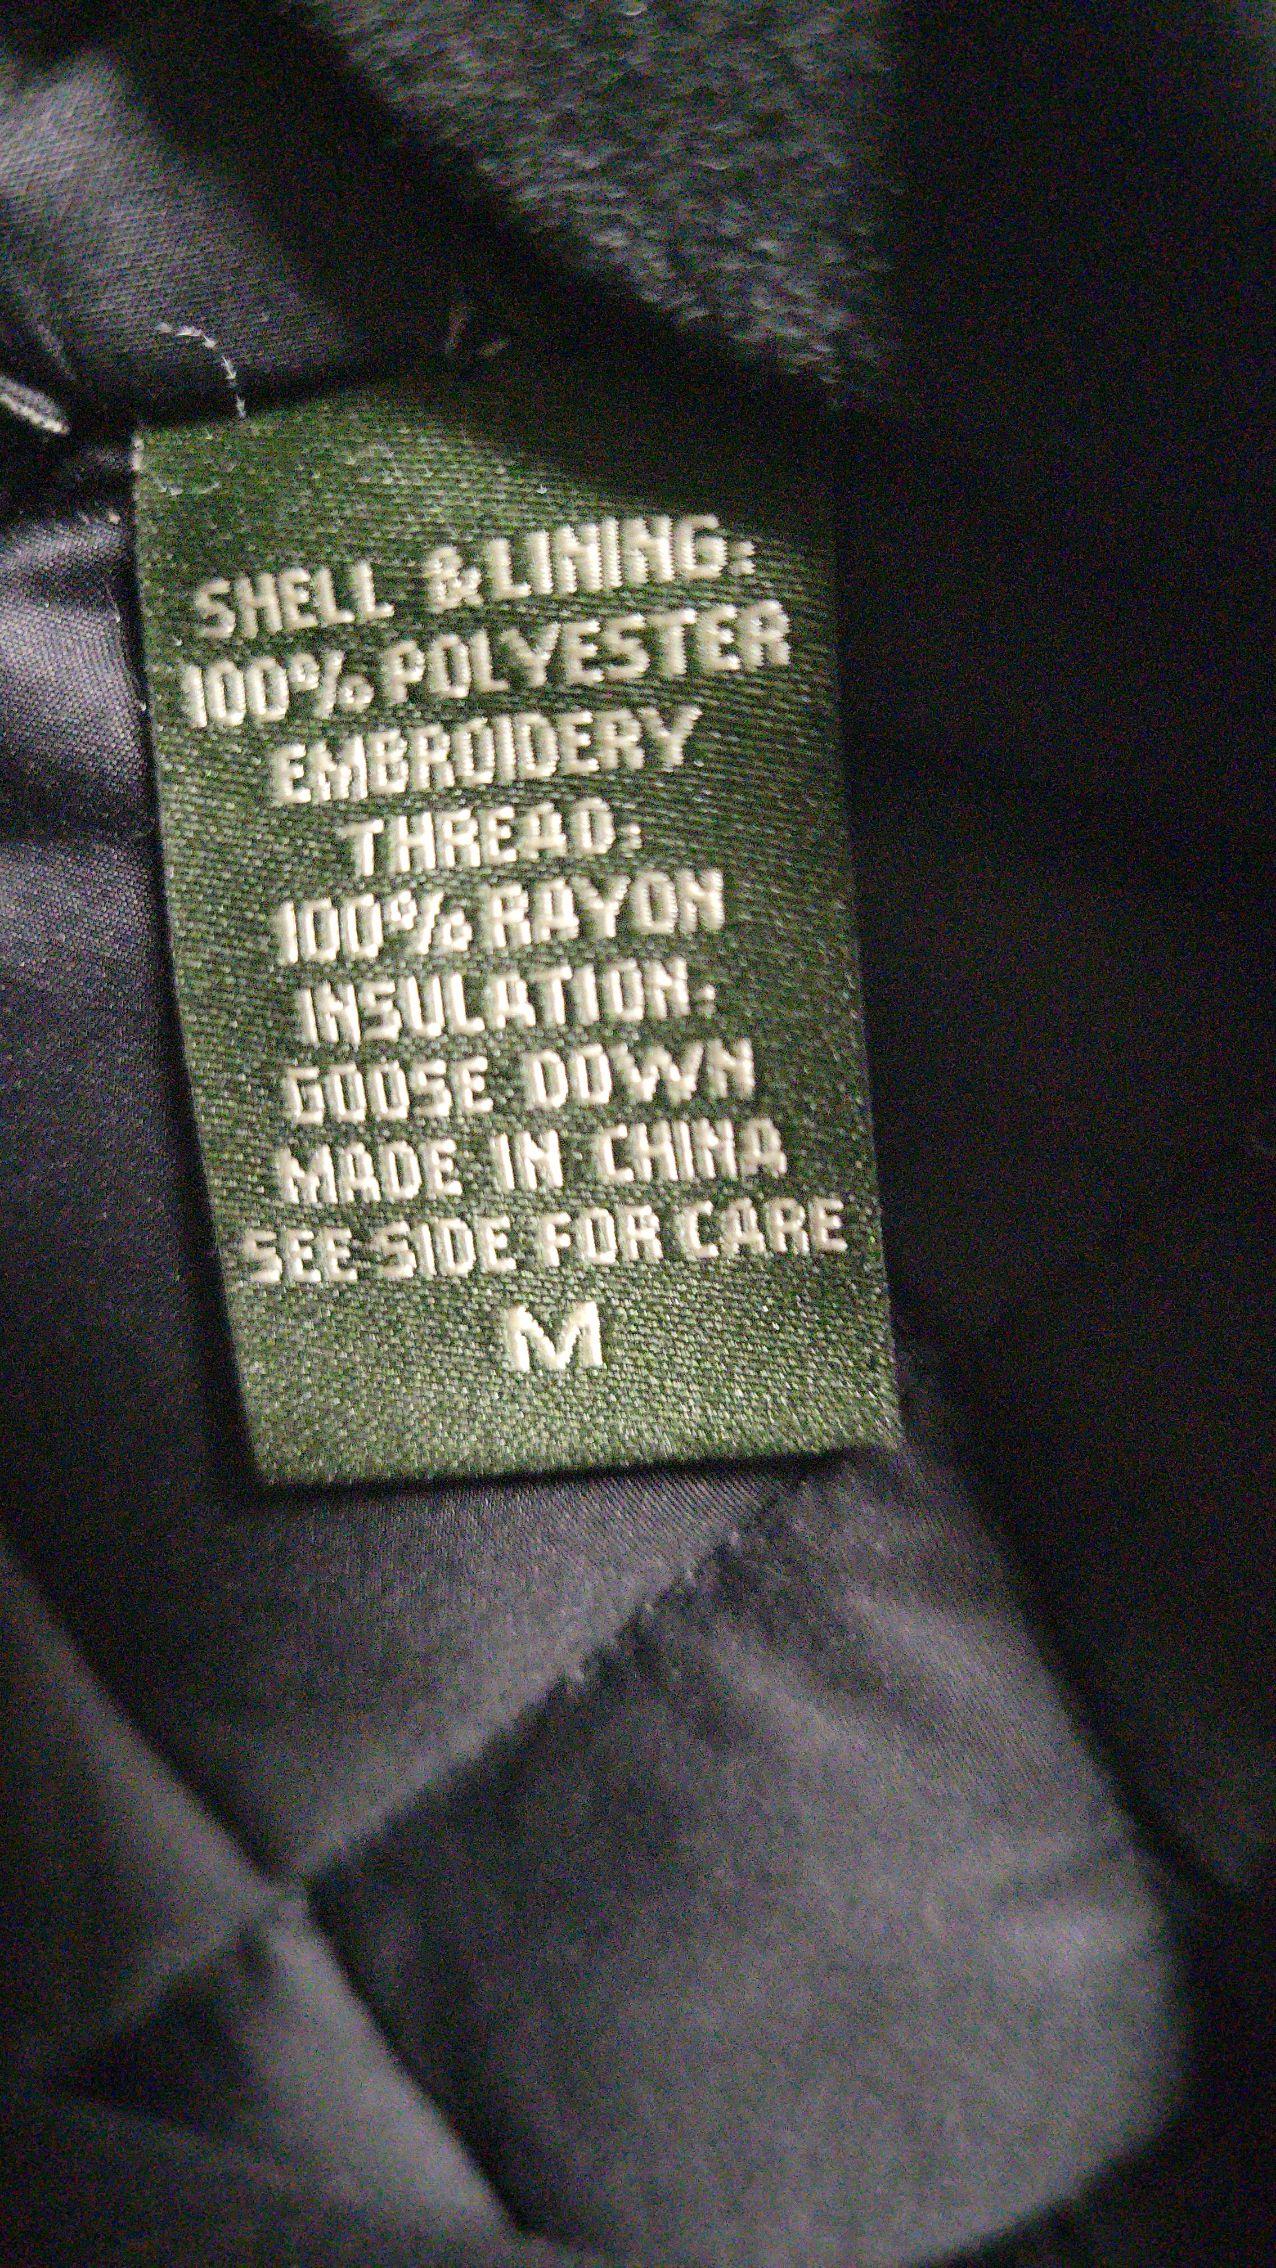 SHELL & LINING:
100% POLYESTER
EMBROIDERY
THREAD:
100% RAYON
INSULATION:
GOOSE DOWN
MADE IN CHINA
SEE SIDE FOR CARE
M